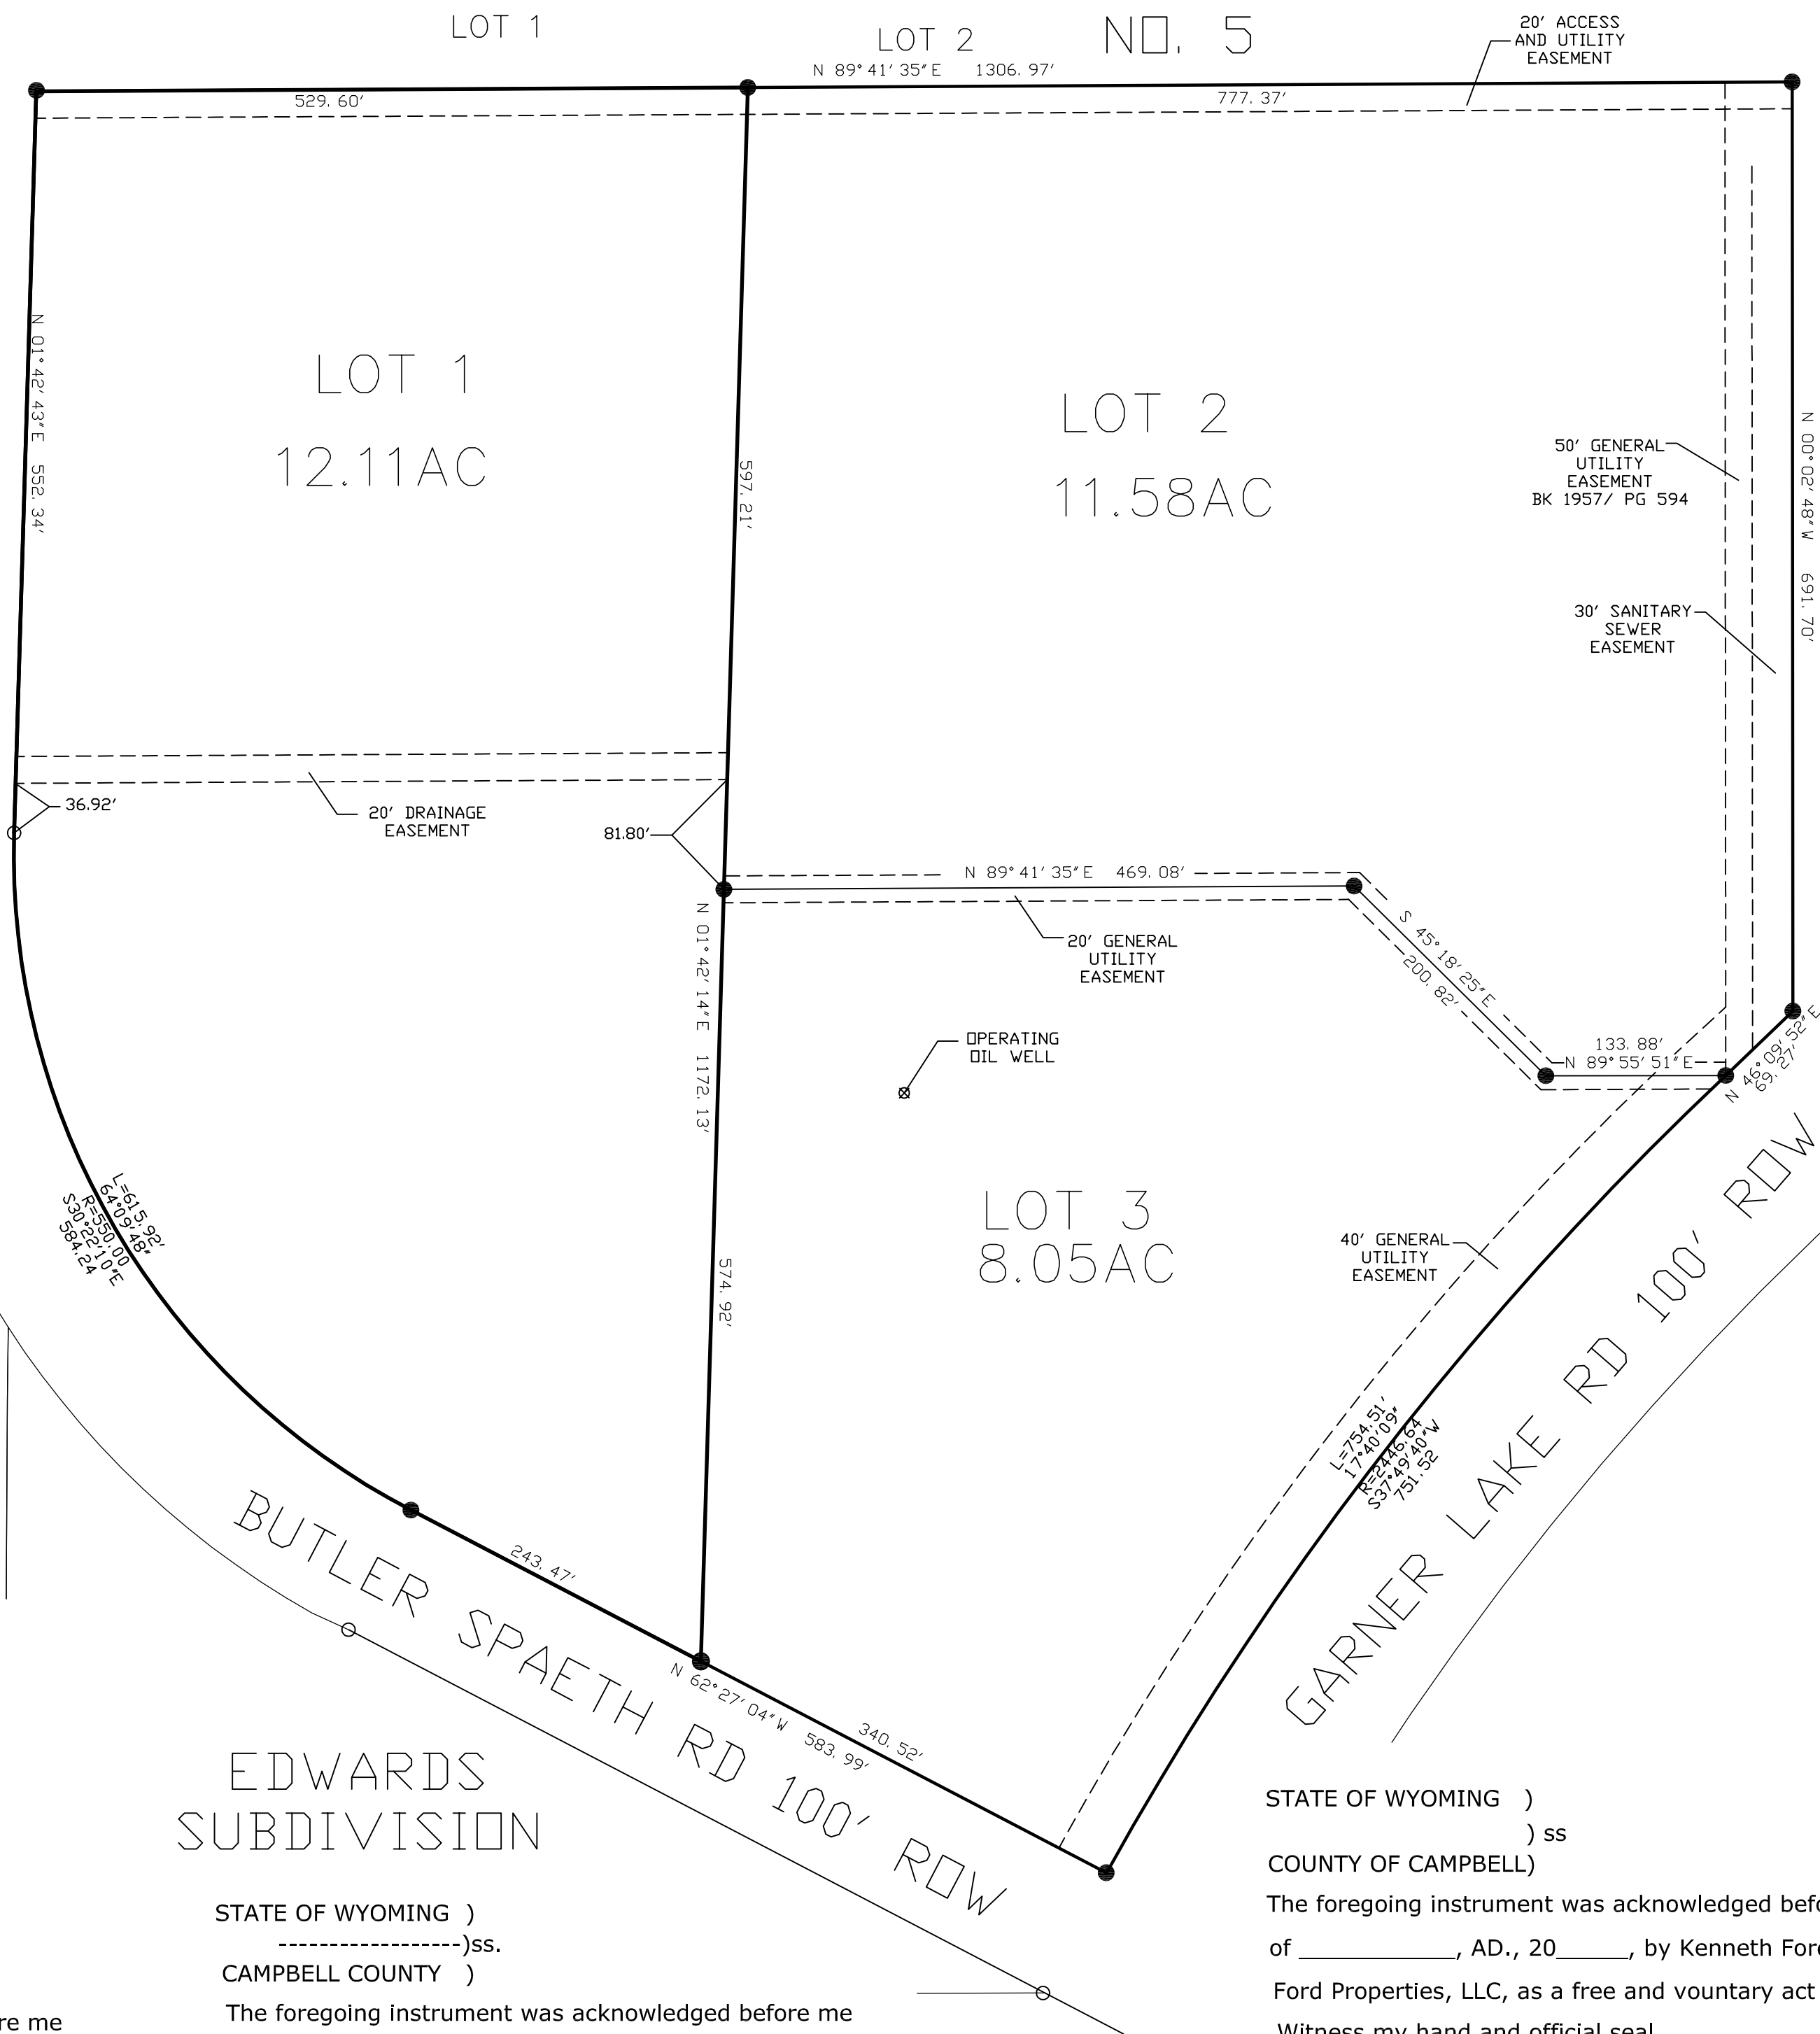 LOT 1
LOT 2
NO. 5
20' ACCESS
AND UTILITY
EASEMENT
N 89°41'35"E 1306.97'
529.60'
777.37'
N 01°42'43"E 552.34'
LOT 1
12.11AC
597.21'
LOT 2
11.58AC
50' GENERAL
UTILITY
EASEMENT
BK 1957/ PG 594
N 00°02'48"W 691.70'
30' SANITARY
SEWER
EASEMENT
36.92'
20' DRAINAGE
EASEMENT
81.80'
N 89°41'35"E 469.08'
20' GENERAL
UTILITY
EASEMENT
S 45°18'25"E
200.82'
133.88'
N 89°55'51"E
N 46°09'52"E
69.27'
N 01°42'14"E 1172.13'
OPERATING
OIL WELL
L=615.92'
64°09'48"
R=550.00
S30°22'10"E
584.24
574.92'
LOT 3
8.05AC
40' GENERAL
UTILITY
EASEMENT
L=754.51'
17°40'09"
R=2446.64
S37°49'40"W
751.52
GARNER LAKE RD 100' ROW
243.47'
BUTLER SPAETH RD 100' ROW
N 62°27'04"W 583.99'
340.52'
EDWARDS
SUBDIVISION
STATE OF WYOMING )
------------------)ss.
CAMPBELL COUNTY )
The foregoing instrument was acknowledged before me
re me
STATE OF WYOMING )
) ss
COUNTY OF CAMPBELL)
The foregoing instrument was acknowledged befo
of _____________, AD., 20______, by Kenneth Ford
Ford Properties, LLC, as a free and vountary act
Witness my hand and official seal